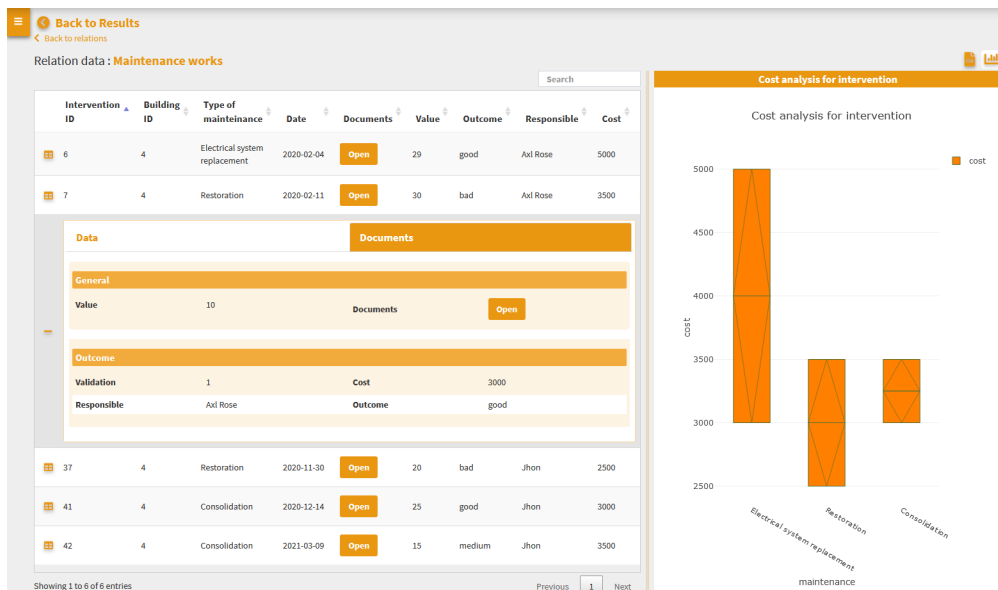 Back to Results
Back to relations
Relation data : Maintenance works
Search
Intervention ID Building ID Type of mainteinance Date Documents Value Outcome Responsible Cost
6 4 Electrical system replacement 2020-02-04 Open 29 good Axl Rose 5000
7 4 Restoration 2020-02-11 Open 30 bad Axl Rose 3500
Data Documents
General
Value 10 Documents Open
Outcome
Validation 1 Cost 3000
Responsible Axl Rose Outcome good
37 4 Restoration 2020-11-30 Open 20 bad Jhon 2500
41 4 Consolidation 2020-12-14 Open 25 good Jhon 3000
42 4 Consolidation 2021-03-09 Open 15 medium Jhon 3500
Showing 1 to 6 of 6 entries
Previous 1 Next
Cost analysis for intervention
Cost analysis for intervention
cost
5000
4500
4000
3500
3000
2500
cost
Electrical system replacement
Restoration
Consolidation
maintenance